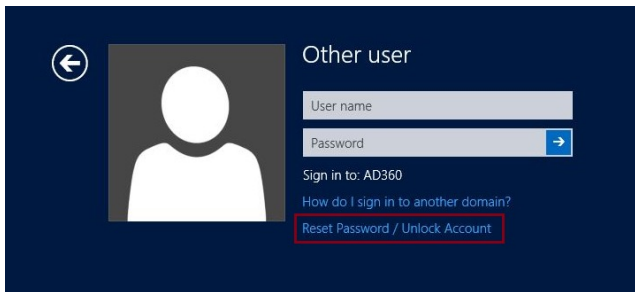 Other user
User name
Password
Sign in to: AD360
How do I sign in to another domain?
Reset Password / Unlock Account